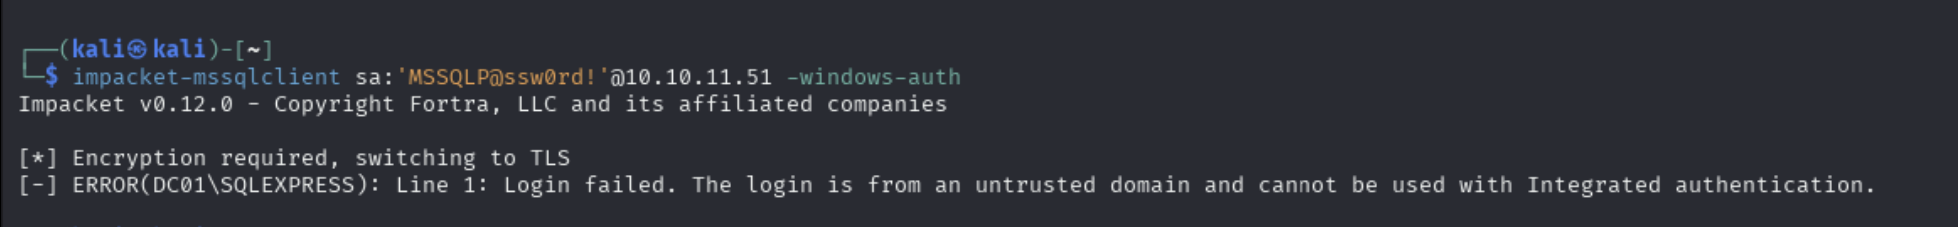 ┌──(kali㉿kali)-[~]
└─$ impacket-mssqlclient sa:'MSSQLP@ssw0rd!'@10.10.11.51 -windows-auth
Impacket v0.12.0 - Copyright Fortra, LLC and its affiliated companies
[*] Encryption required, switching to TLS
[-] ERROR(DC01\SQLEXPRESS): Line 1: Login failed. The login is from an untrusted domain and cannot be used with Integrated authentication.